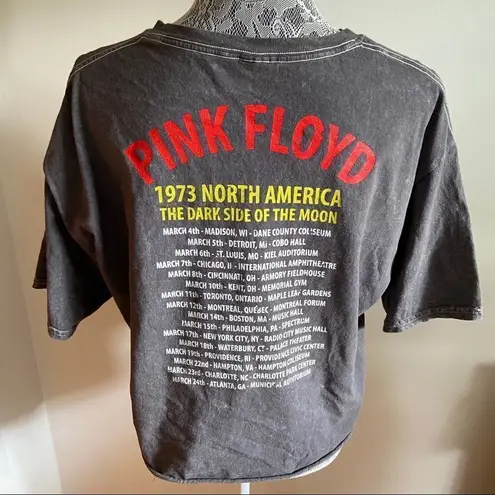 PINK FLOYD
1973 NORTH AMERICA
THE DARK SIDE OF THE MOON
MARCH 4th - MADISON, WI - DANE COUNTY COLISEUM
MARCH 5th - DETROIT, MI - COBO HALL
MARCH 6th - ST. LOUIS, MO - KIEL AUDITORIUM
MARCH 7th - CHICAGO, IL - INTERNATIONAL AMPHITHEATRE
MARCH 8th - CINCINNATI, OH - ARMORY FIELDHOUSE
MARCH 10th - KENT, OH - MEMORIAL GYM
MARCH 11th - TORONTO, ONTARIO - MAPLE LEAF GARDENS
MARCH 12th - MONTREAL, QUÉBEC - MONTREAL FORUM
MARCH 14th - BOSTON, MA - MUSIC HALL
MARCH 15th - PHILADELPHIA, PA - SPECTRUM
MARCH 17th - NEW YORK CITY, NY - RADIO CITY MUSIC HALL
MARCH 18th - WATERBURY, CT - PALACE THEATER
MARCH 19th - PROVIDENCE, RI - PROVIDENCE CIVIC CENTER
MARCH 22nd - HAMPTON, VA - HAMPTON COLISEUM
MARCH 23rd - CHARLOTTE, NC - CHARLOTTE PARK CENTER
MARCH 24th - ATLANTA, GA - MUNICIPAL AUDITORIUM